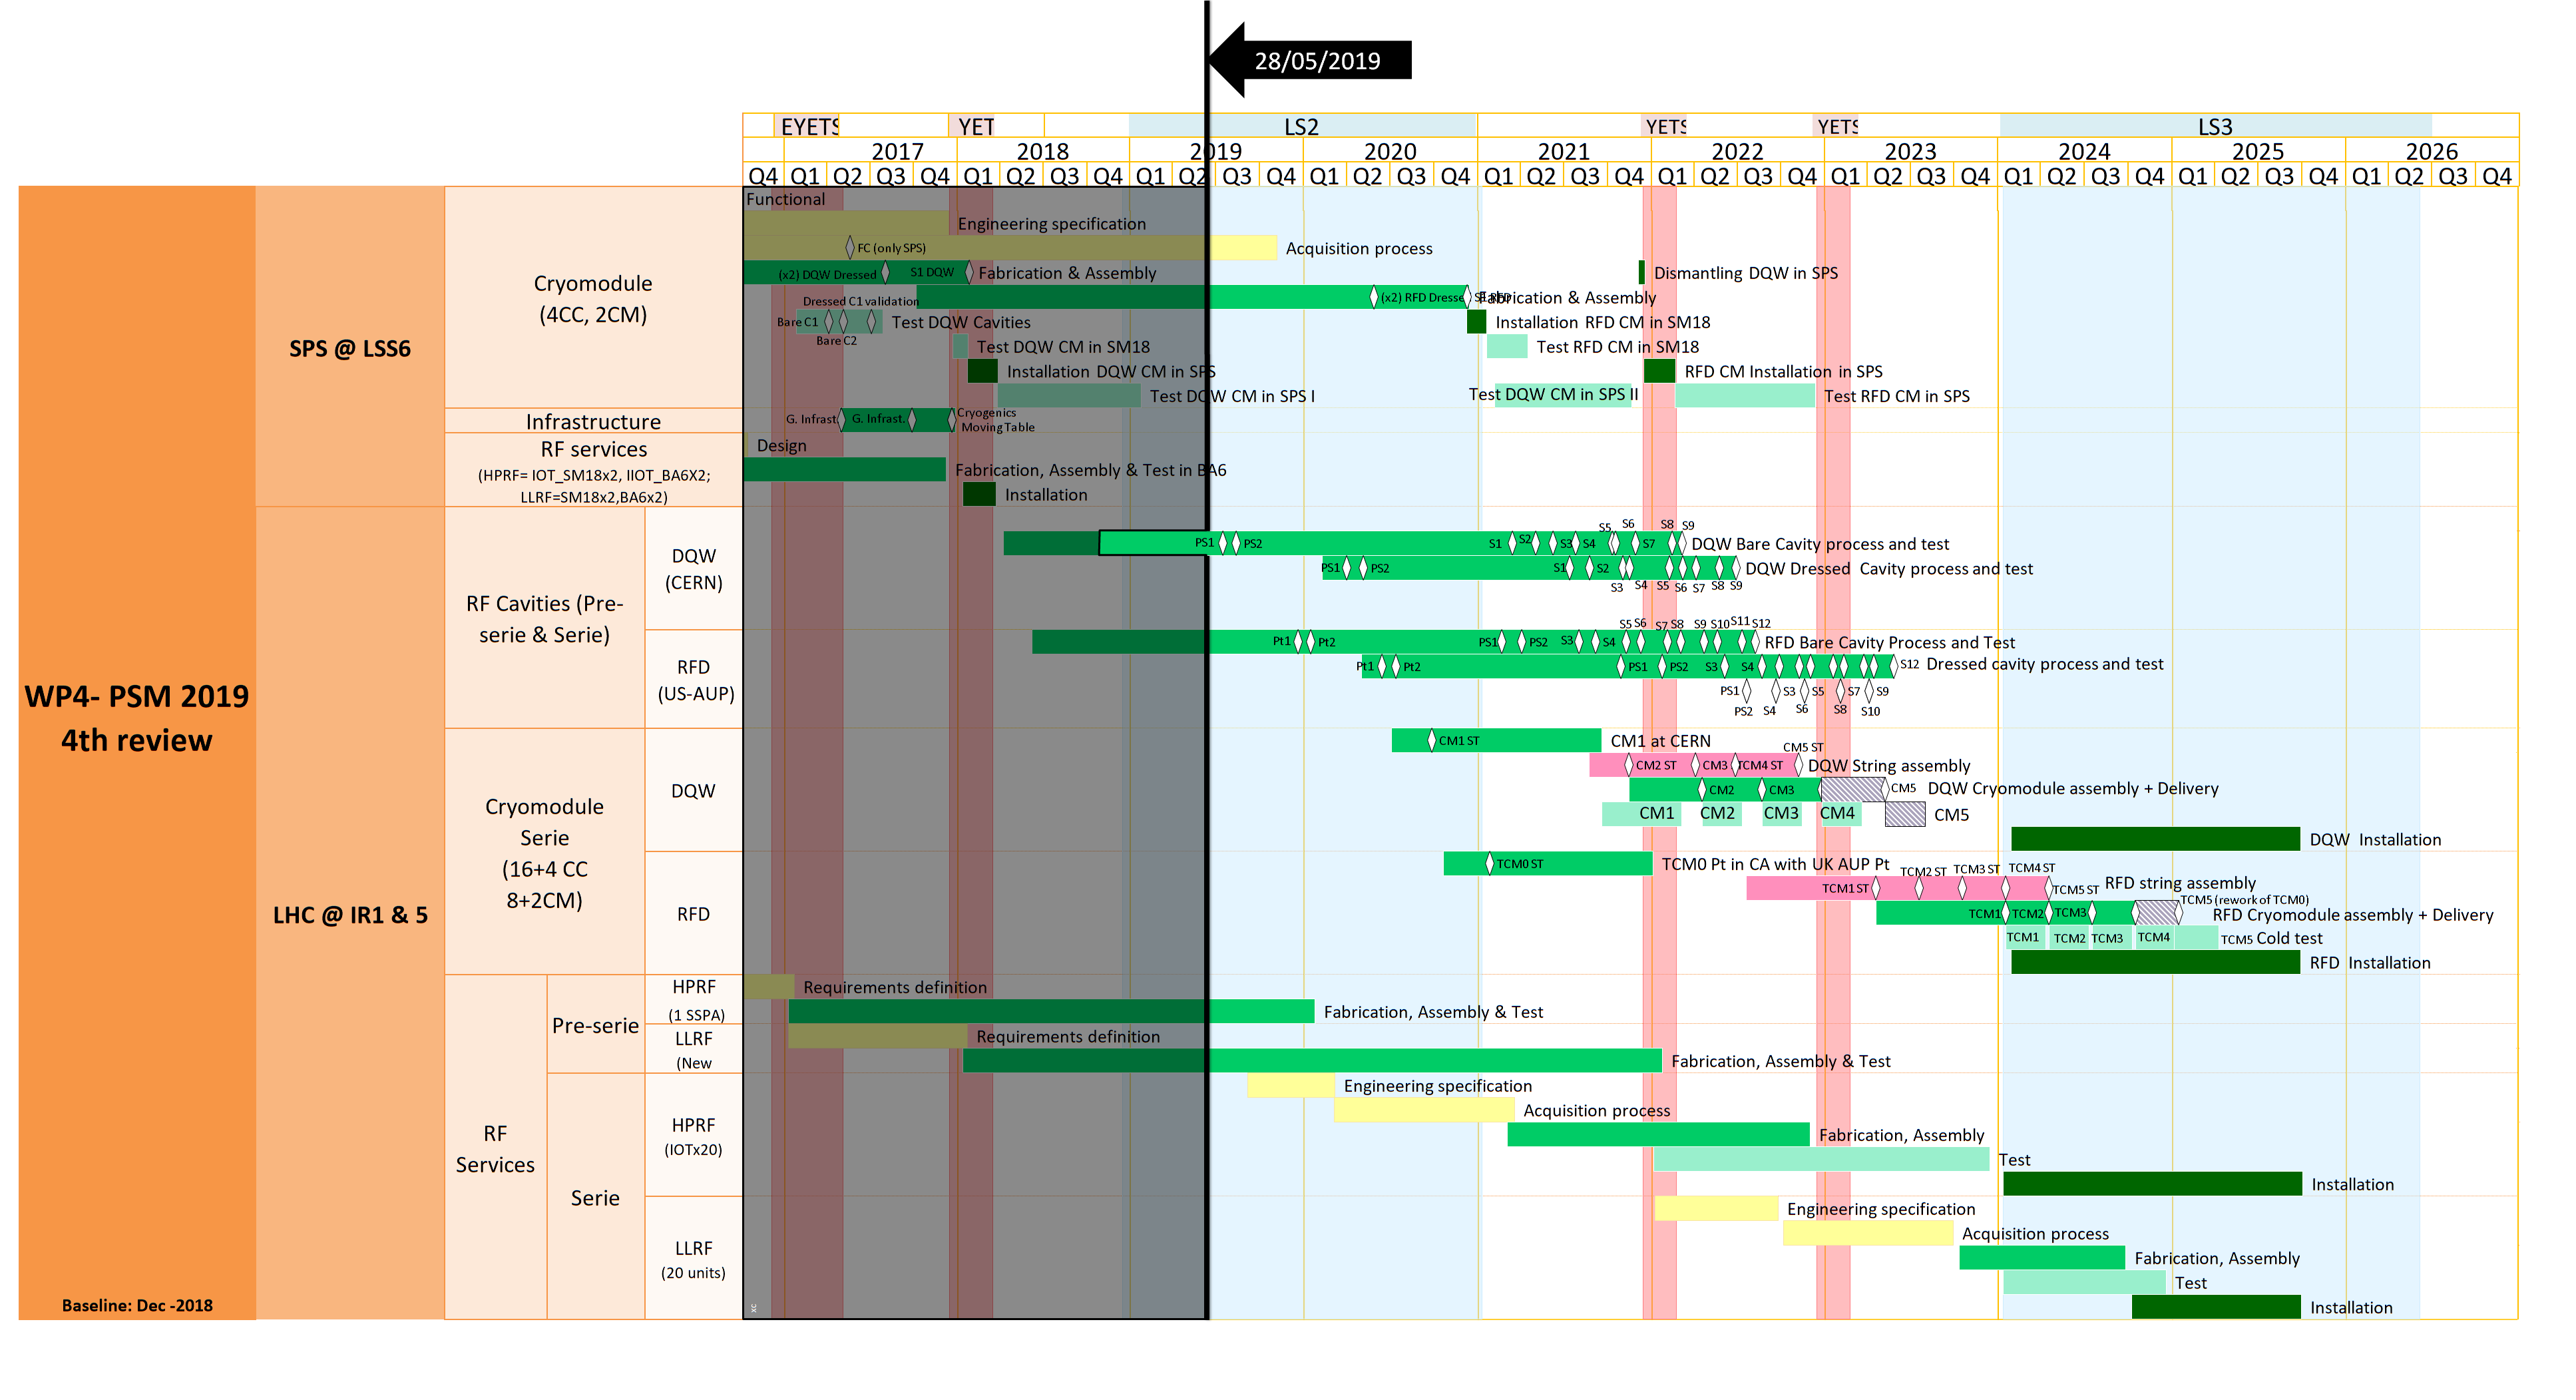 28/05/2019
EYETS YET LS2 YETS YETS LS3
2017 2018 2019 2020 2021 2022 2023 2024 2025 2026
Q4 Q1 Q2 Q3 Q4 Q1 Q2 Q3 Q4 Q1 Q2 Q3 Q4 Q1 Q2 Q3 Q4 Q1 Q2 Q3 Q4 Q1 Q2 Q3 Q4 Q1 Q2 Q3 Q4 Q1 Q2 Q3 Q4 Q1 Q2 Q3 Q4 Q1 Q2 Q3 Q4
WP4- PSM 2019
4th review
Baseline: Dec -2018
SPS @ LSS6
Cryomodule
(4CC, 2CM)
Functional
Engineering specification
FC (only SPS)
Acquisition process
(x2) DQW Dressed
S1 DQW
Fabrication & Assembly
Dismantling DQW in SPS
Dressed C1 validation
(x2) RFD Dresse
Fabrication & Assembly
Bare C1
Test DQW Cavities
Installation RFD CM in SM18
Bare C2
Test DQW CM in SM18
Test RFD CM in SM18
Installation DQW CM in SPS
RFD CM Installation in SPS
Test DQW CM in SPS I
Test DQW CM in SPS II
Test RFD CM in SPS
Infrastructure
G. Infrast.
G. Infrast.
Cryogenics
Moving Table
RF services
(HPRF= IOT_SM18x2, IIOT_BA6X2;
LLRF=SM18x2,BA6x2)
Design
Fabrication, Assembly & Test in BA6
Installation
LHC @ IR1 & 5
RF Cavities (Pre-
serie & Serie)
DQW
(CERN)
S5 S6 S8 S9
PS1 PS2 S1 S2 S3 S4 S7 DQW Bare Cavity process and test
PS1 PS2 S1 S2 DQW Dressed Cavity process and test
S3 S4 S5 S6 S7 S8 S9
RFD
(US-AUP)
S5 S6 S7 S8 S9 S10 S11 S12
Pt1 Pt2 PS1 PS2 S3 S4 RFD Bare Cavity Process and Test
Pt1 Pt2 PS1 PS2 S3 S4 S12 Dressed cavity process and test
PS1 S3 S5 S7 S9
PS2 S4 S6 S8 S10
Cryomodule
Serie
(16+4 CC
8+2CM)
DQW
CM1 ST CM1 at CERN
CM5 ST
CM2 ST CM3 TCM4 ST DQW String assembly
CM2 CM3 CM5 DQW Cryomodule assembly + Delivery
CM1 CM2 CM3 CM4 CM5
DQW Installation
RFD
TCM0 ST TCM0 Pt in CA with UK AUP Pt
TCM2 ST TCM3 ST TCM4 ST
TCM1 ST TCM5 ST RFD string assembly
TCM5 (rework of TCM0)
TCM1 TCM2 TCM3 RFD Cryomodule assembly + Delivery
TCM1 TCM2 TCM3 TCM4 TCM5 Cold test
RFD Installation
RF
Services
Pre-serie
HPRF
(1 SSPA)
Requirements definition
Fabrication, Assembly & Test
LLRF
(New
Requirements definition
Fabrication, Assembly & Test
Serie
HPRF
(IOTx20)
Engineering specification
Acquisition process
Fabrication, Assembly
Test
Installation
LLRF
(20 units)
Engineering specification
Acquisition process
Fabrication, Assembly
Test
Installation
xc